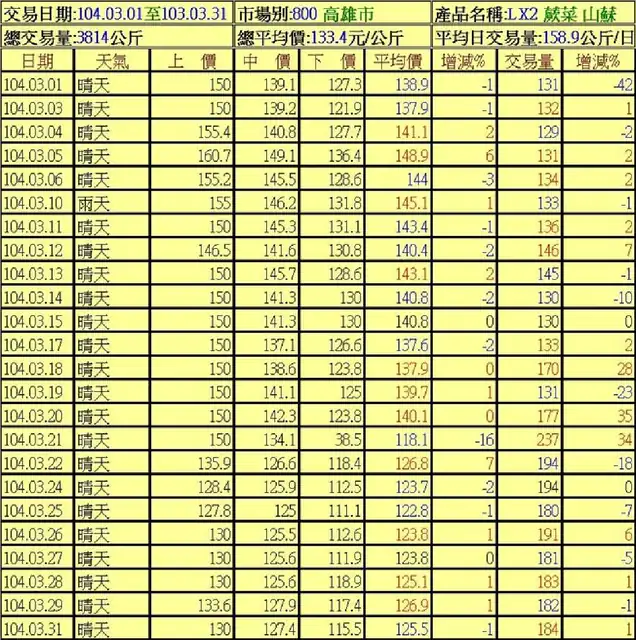 交易日期:104.03.01至103.03.31 市場別:800 高雄市 產品名稱:LX2 蕨菜 山蘇
總交易量:3814公斤 總平均價:133.4元/公斤 平均日交易量:158.9公斤/日
日期 天氣 上價 中價 下價 平均價 增減% 交易量 增減%
104.03.01 晴天 150 139.1 127.3 138.9 -1 131 -42
104.03.03 晴天 150 139.2 121.9 137.9 -1 132 1
104.03.04 晴天 155.4 140.8 127.7 141.1 2 129 -2
104.03.05 晴天 160.7 149.1 136.4 148.9 6 131 2
104.03.06 晴天 155.2 145.5 128.6 144 -3 134 2
104.03.10 雨天 155 146.2 131.8 145.1 1 133 -1
104.03.11 晴天 150 145.3 131.1 143.4 -1 136 2
104.03.12 晴天 146.5 141.6 130.8 140.4 -2 146 7
104.03.13 晴天 150 145.7 128.6 143.1 2 145 -1
104.03.14 晴天 150 141.3 130 140.8 -2 130 -10
104.03.15 晴天 150 141.3 130 140.8 0 130 0
104.03.17 晴天 150 137.1 126.6 137.6 -2 133 2
104.03.18 晴天 150 138.6 123.8 137.9 0 170 28
104.03.19 晴天 150 141.1 125 139.7 1 131 -23
104.03.20 晴天 150 142.3 123.8 140.1 0 177 35
104.03.21 晴天 150 134.1 38.5 118.1 -16 237 34
104.03.22 晴天 135.9 126.6 118.4 126.8 7 194 -18
104.03.24 晴天 128.4 125.9 112.5 123.7 -2 194 0
104.03.25 晴天 127.8 125 111.1 122.8 -1 180 -7
104.03.26 晴天 130 125.5 112.6 123.8 1 191 6
104.03.27 晴天 130 125.6 111.9 123.8 0 181 -5
104.03.28 晴天 130 125.6 118.9 125.1 1 183 1
104.03.29 晴天 133.6 127.9 117.4 126.9 1 182 -1
104.03.31 晴天 130 127.4 115.5 125.5 -1 184 1